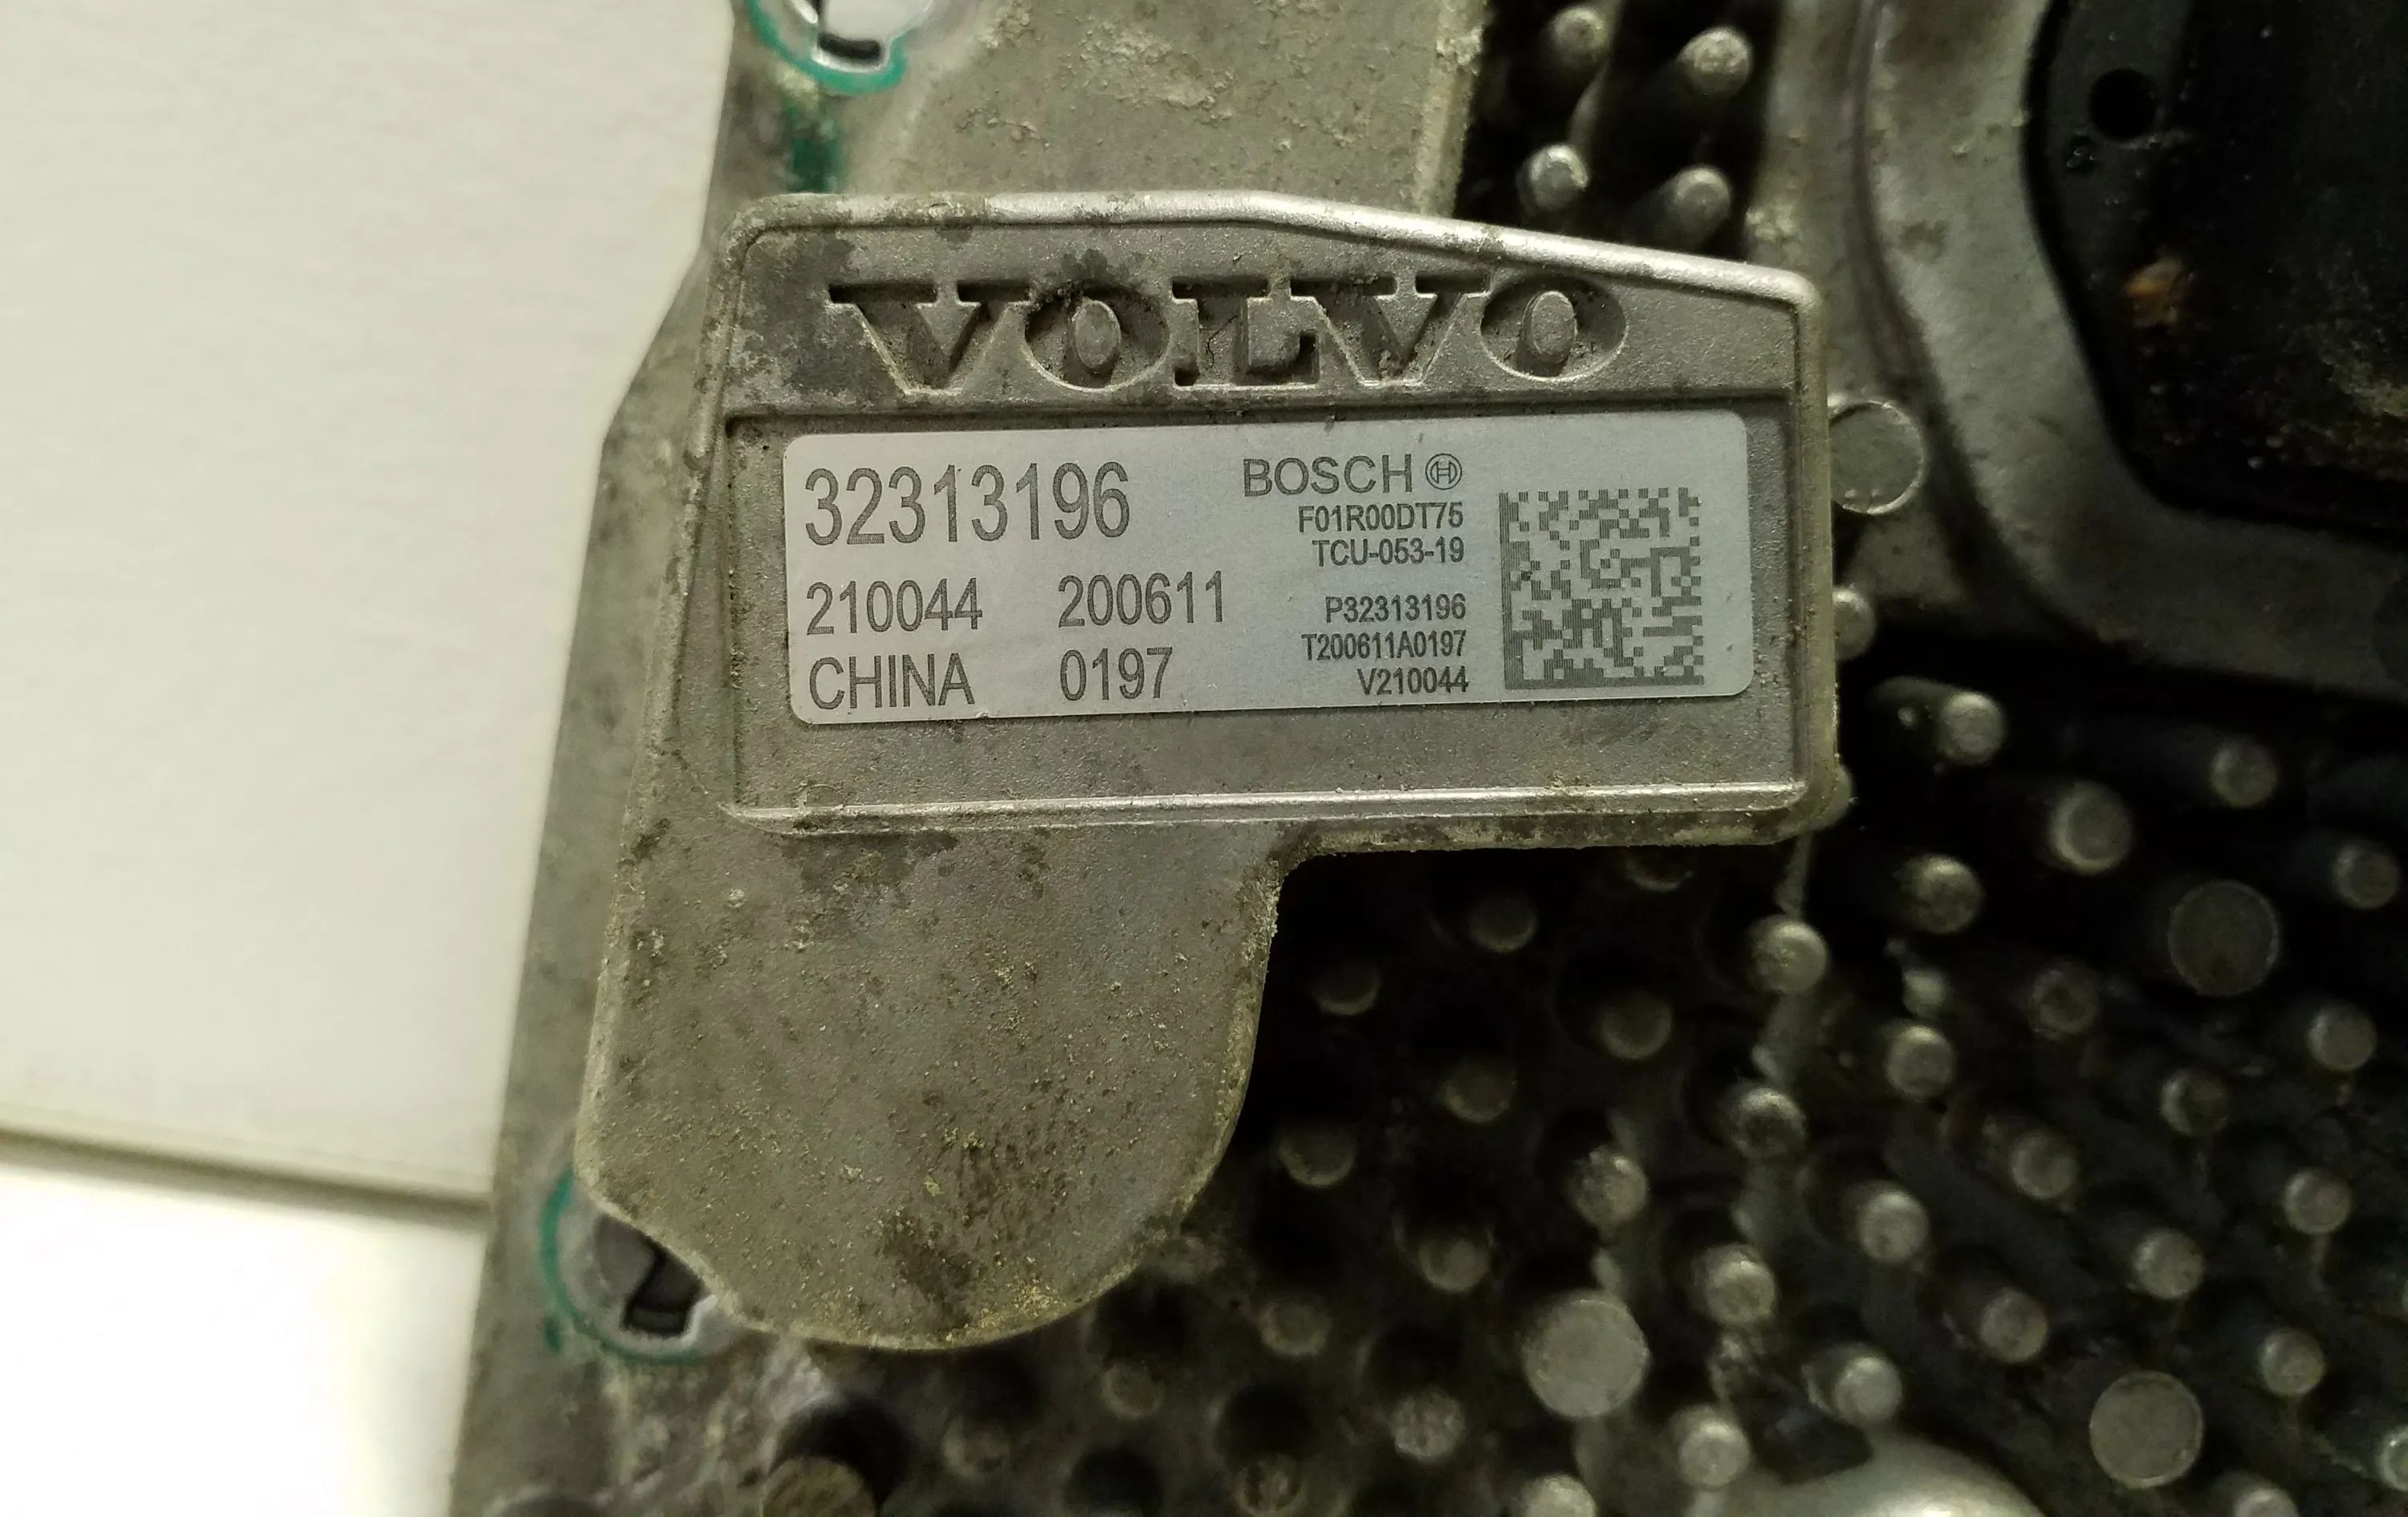 VOLVO
32313196
210044 200611
CHINA 0197
BOSCH
F01R00DT75
TCU-053-19
P32313196
T200611A0197
V210044